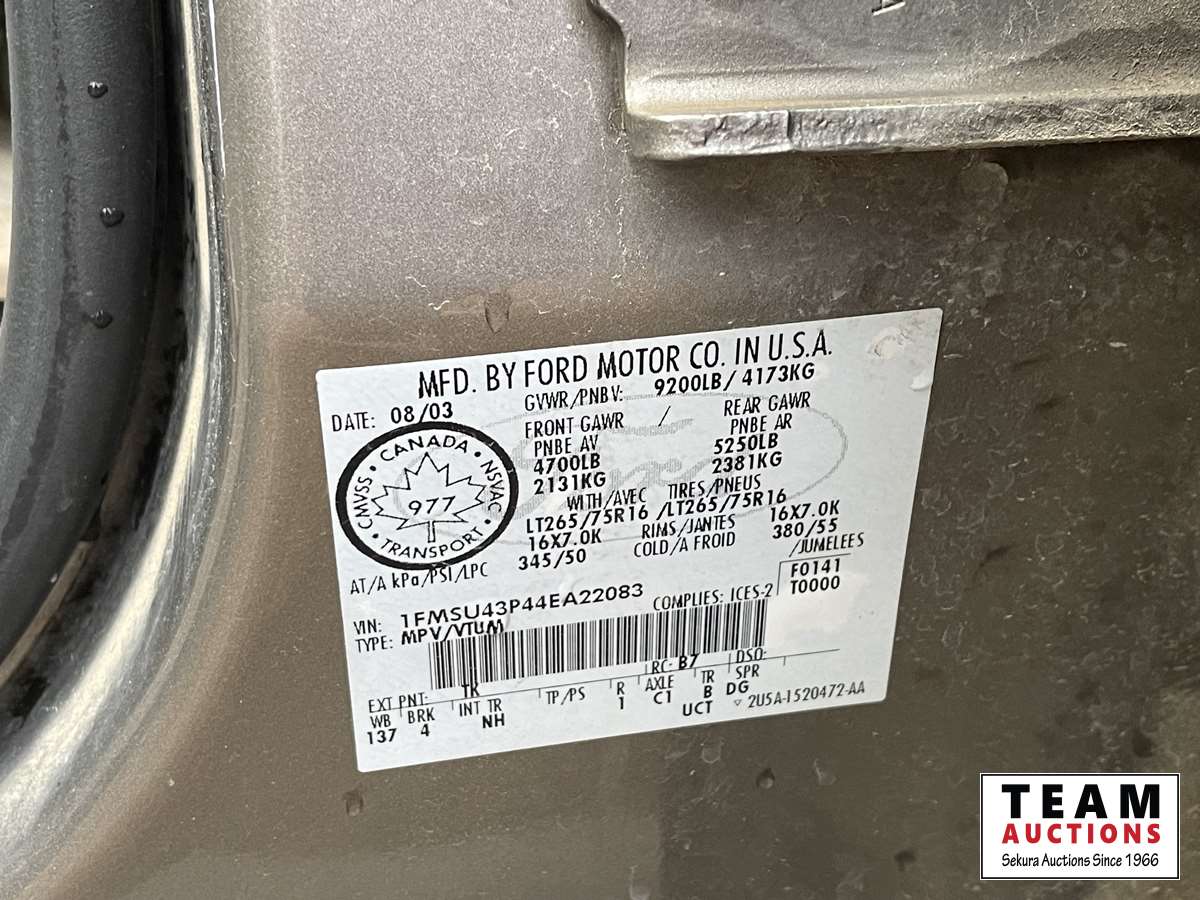 A
MFD. BY FORD MOTOR CO. IN U.S.A.
DATE: 08/03
GVWR/PNBV: 9200LB/ 4173KG
FRONT GAWR / REAR GAWR
PNBE AV PNBE AR
4700LB 5250LB
2131KG 2381KG
WITH/AVEC TIRES/PNEUS
LT265/75R16 /LT265/75R16
16X7.0K RIMS/JANTES 16X7.0K
AT/A kPa/PSI/LPC 345/50 COLD/A FROID 380/55
/JUMELEES
CANADA
CMVSS • NSVAC
977
TRANSPORT
VIN: 1FMSU43P44EA22083
COMPLIES: ICES-2
F0141
T0000
TYPE: MPV/VTUM
RC: B7 DSO:
EXT PNT: TK
WB BRK INT TR TP/PS R AXLE TR SPR
137 4 NH 1 C1 B DG
UCT ▽ 2U5A-1520472-AA
Ford
TEAM
AUCTIONS
Sekura Auctions Since 1966